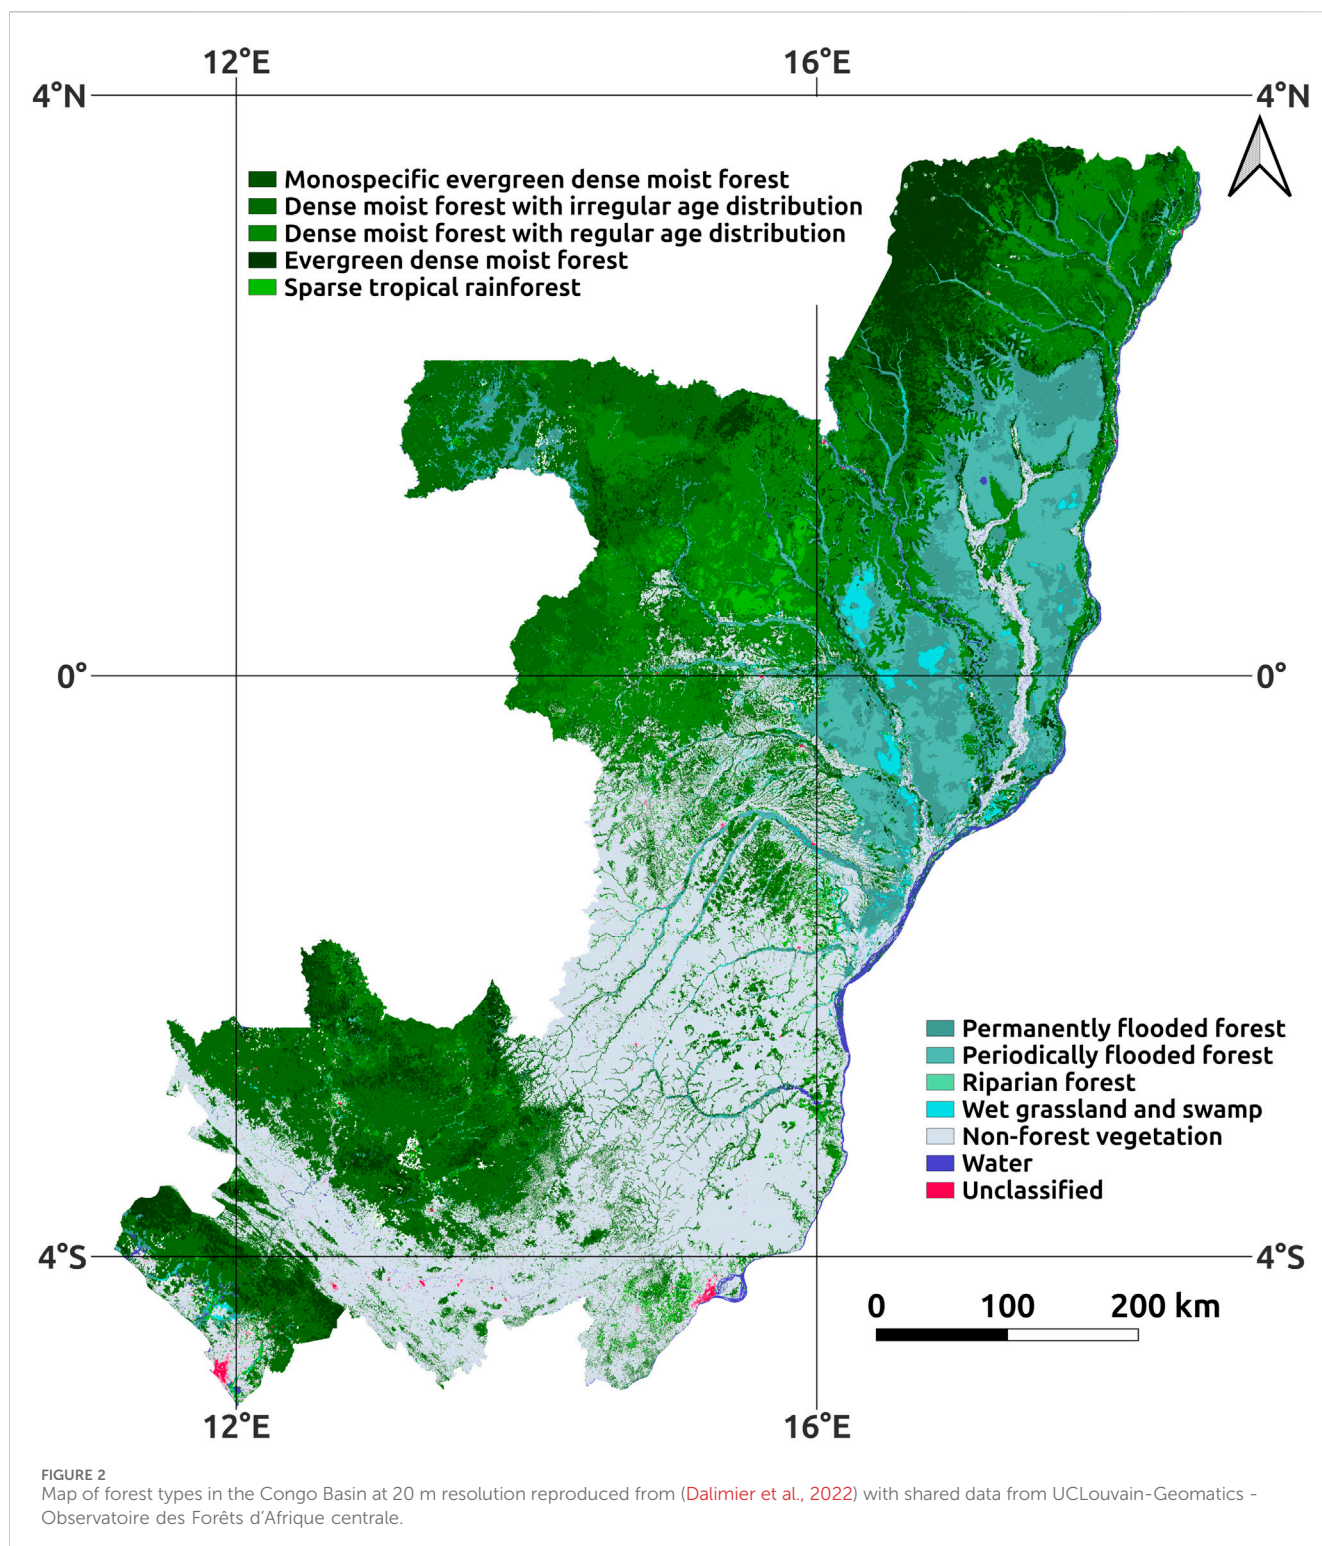 12°E 16°E
4°N 4°N
Monospecific evergreen dense moist forest
Dense moist forest with irregular age distribution
Dense moist forest with regular age distribution
Evergreen dense moist forest
Sparse tropical rainforest
0° 0°
Permanently flooded forest
Periodically flooded forest
Riparian forest
Wet grassland and swamp
Non-forest vegetation
Water
Unclassified
4°S 4°S
0 100 200 km
12°E 16°E
FIGURE 2
Map of forest types in the Congo Basin at 20 m resolution reproduced from (Dalimier et al., 2022) with shared data from UCLouvain-Geomatics -
Observatoire des Forêts d'Afrique centrale.